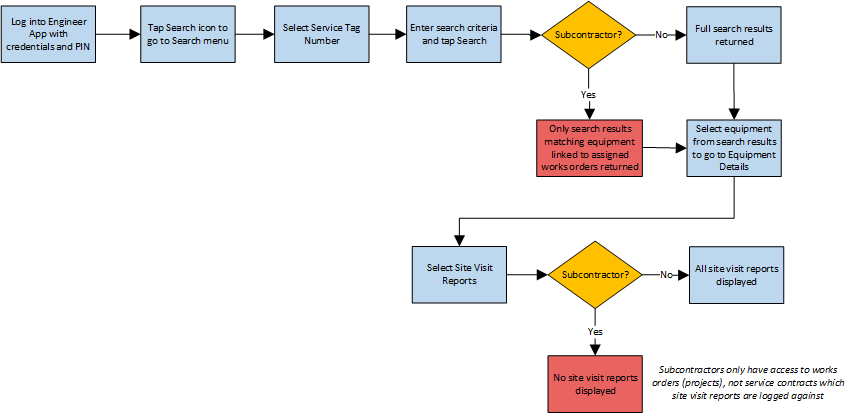 Log into Engineer
App with
credentials and PIN
Tap Search icon to
go to Search menu
Select Service Tag
Number
Enter search criteria
and tap Search
Subcontractor?
No
Full search results
returned
Yes
Only search results
matching equipment
linked to assigned
works orders returned
Select equipment
from search results
to go to Equipment
Details
Select Site Visit
Reports
Subcontractor?
No
All site visit reports
displayed
Yes
No site visit reports
displayed
Subcontractors only have access to works
orders (projects), not service contracts which
site visit reports are logged against